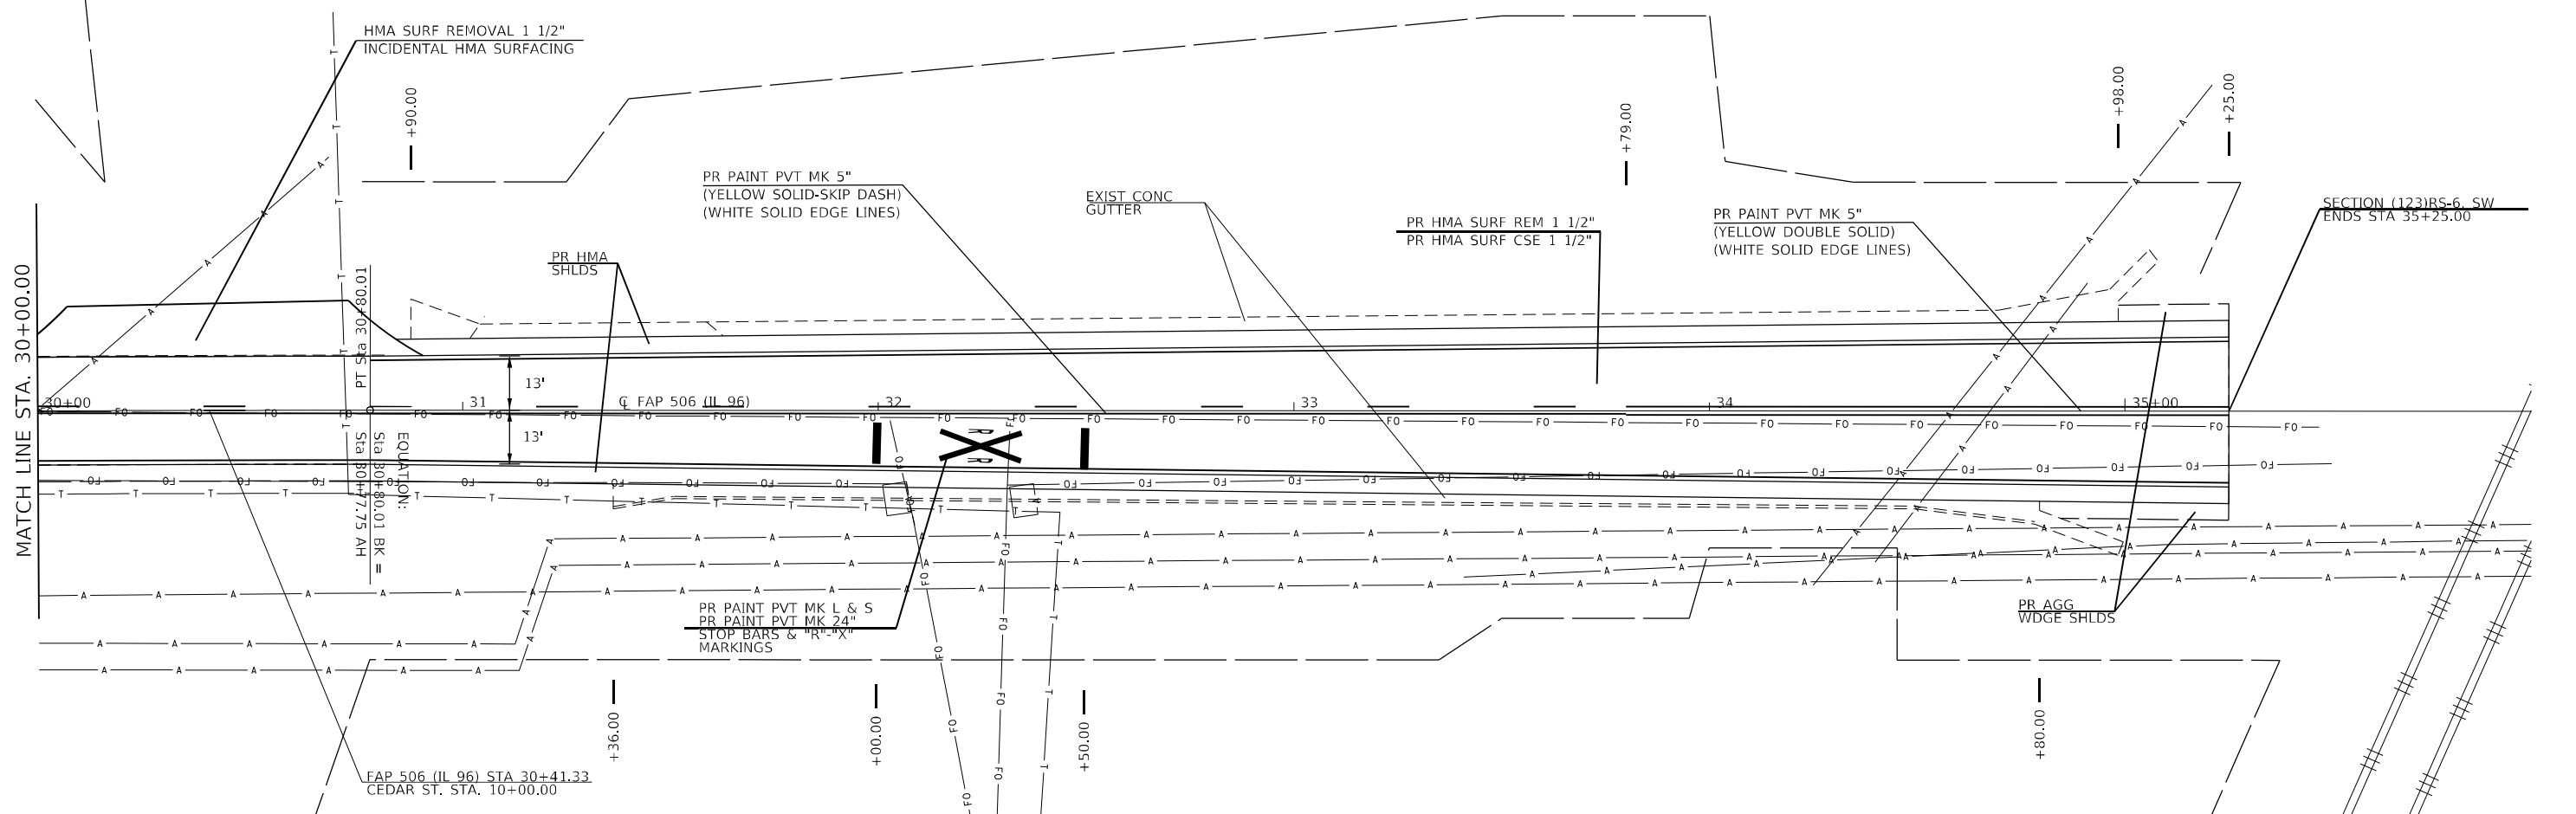 HMA SURF REMOVAL 1 1/2"
INCIDENTAL HMA SURFACING
+90.00
+79.00
+98.00
+25.00
PR PAINT PVT MK 5"
(YELLOW SOLID-SKIP DASH)
(WHITE SOLID EDGE LINES)
EXIST CONC
GUTTER
PR HMA SURF REM 1 1/2"
PR HMA SURF CSE 1 1/2"
PR PAINT PVT MK 5"
(YELLOW DOUBLE SOLID)
(WHITE SOLID EDGE LINES)
SECTION (123)RS-6, SW
ENDS STA 35+25.00
PR HMA
SHLDS
MATCH LINE STA. 30+00.00
PT Sta 30+80.01
13'
13'
30+00
31
℄ FAP 506 (IL 96)
32
33
34
35+00
EQUATION:
Sta 30+80.01 BK =
Sta 30+77.75 AH
R
R
PR PAINT PVT MK L & S
PR PAINT PVT MK 24"
STOP BARS & "R"-"X"
MARKINGS
PR AGG
WDGE SHLDS
+36.00
+00.00
+50.00
+80.00
FAP 506 (IL 96) STA 30+41.33
CEDAR ST. STA. 10+00.00